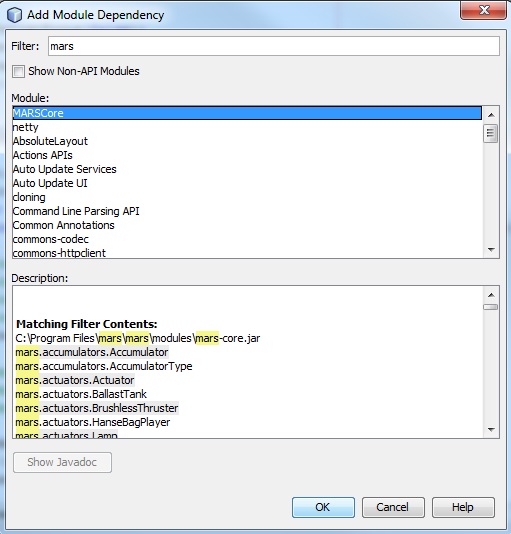 Add Module Dependency
Filter: mars
Show Non-API Modules
Module:
MARSCore
netty
AbsoluteLayout
Actions APIs
Auto Update Services
Auto Update UI
cloning
Command Line Parsing API
Common Annotations
commons-codec
commons-httpclient
Description:
Matching Filter Contents:
C:\Program Files\mars\mars\modules\mars-core.jar
mars.accumulators.Accumulator
mars.accumulators.AccumulatorType
mars.actuators.Actuator
mars.actuators.BallastTank
mars.actuators.BrushlessThruster
mars.actuators.HanseBagPlayer
mars.actuators.Lamp
Show Javadoc
OK Cancel Help